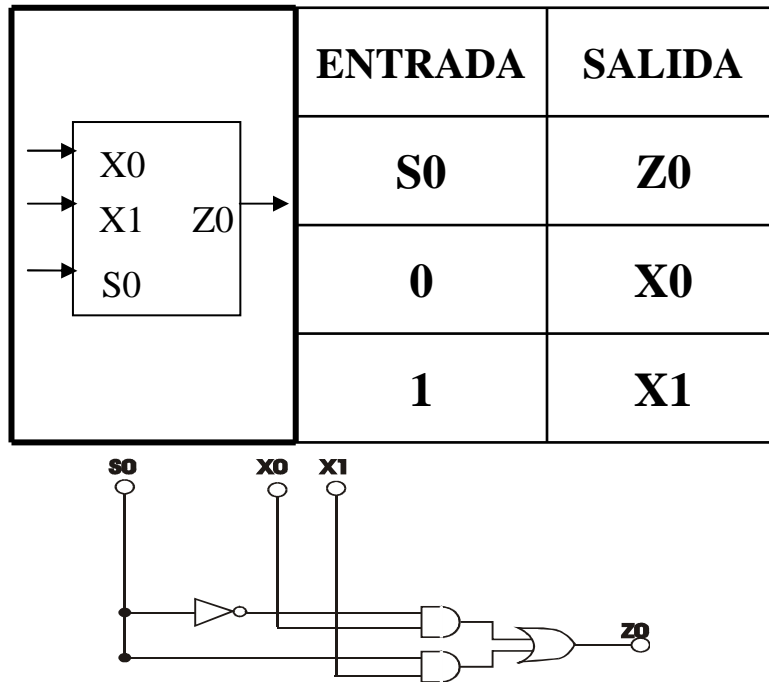 ENTRADA SALIDA
X0
X1 Z0
S0
S0 Z0
0 X0
1 X1
S0 X0 X1
Z0